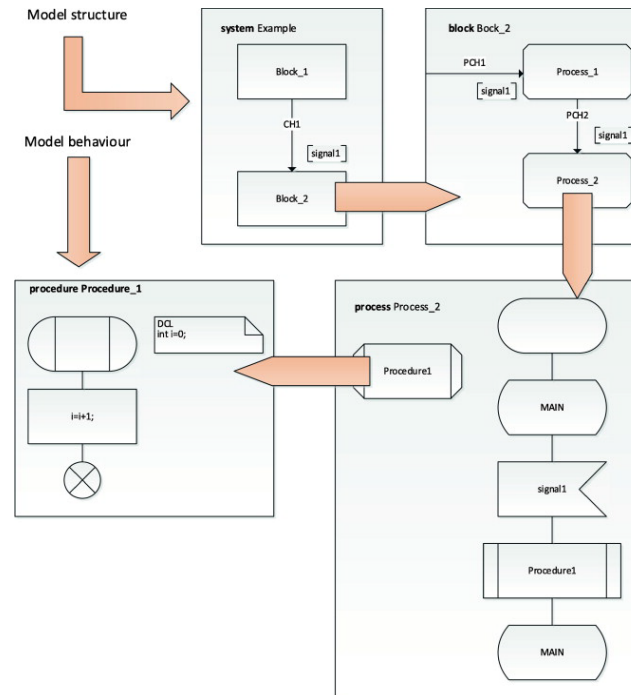 Model structure
system Example
Block_1
CH1
[signal1]
Block_2
block Bock_2
PCH1
[signal1]
Process_1
PCH2
[signal1]
Process_2
Model behaviour
procedure Procedure_1
DCL
int i=0;
i=i+1;
process Process_2
Procedure1
MAIN
signal1
Procedure1
MAIN